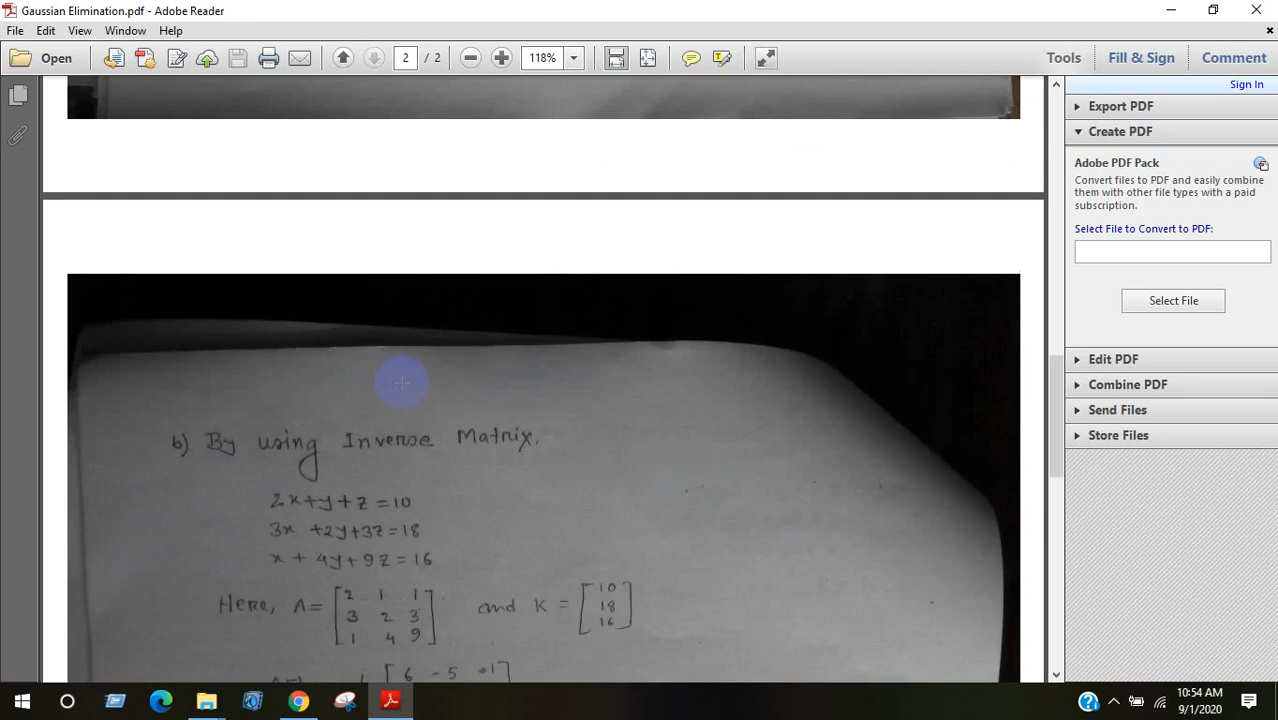 Gaussian Elimination.pdf - Adobe Reader
File Edit View Window Help
Open 2 / 2 118% Tools Fill & Sign Comment
Sign In
Export PDF
Create PDF
Adobe PDF Pack
Convert files to PDF and easily combine
them with other file types with a paid
subscription.
Select File to Convert to PDF:
Select File
Edit PDF
Combine PDF
Send Files
Store Files
b) By using Inverse Matrix.
2x+y+z=10
3x +2y+3z=18
x + 4y+9z=16
Here, A= [2 1 1 and K = [10
3 2 3 18
1 4 9] 16]
6 -5 1
10:54 AM
9/1/2020